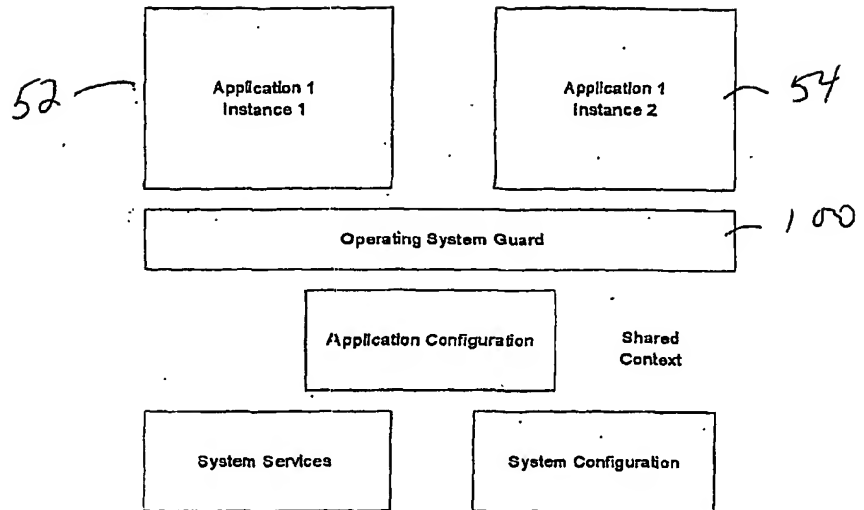 Application 1
Instance 1
52
Application 1
Instance 2
54
Operating System Guard
100
Application Configuration
Shared
Context
System Services
System Configuration